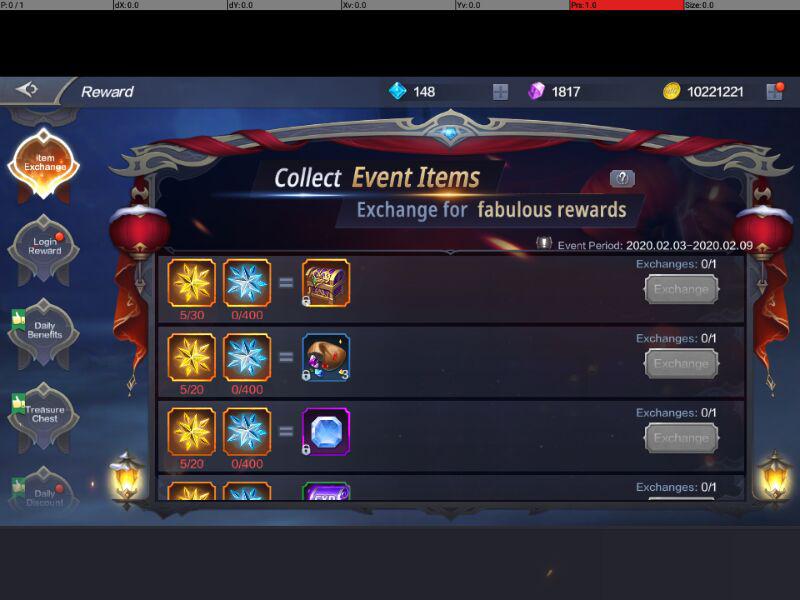 P: 0 / 1 dX: 0.0 dY: 0.0 Xv: 0.0 Yv: 0.0 Prs: 1.0 Size: 0.0
Reward 148 1817 10221221
Item
Exchange
Collect Event Items
Exchange for fabulous rewards
Event Period: 2020.02.03-2020.02.09
Login
Reward
Daily
Benefits
Treasure
Chest
Daily
Discount
Exchanges: 0/1
Exchange
5/30 0/400
Exchanges: 0/1
Exchange
3
5/20 0/400
Exchanges: 0/1
Exchange
5/20 0/400
Exchanges: 0/1